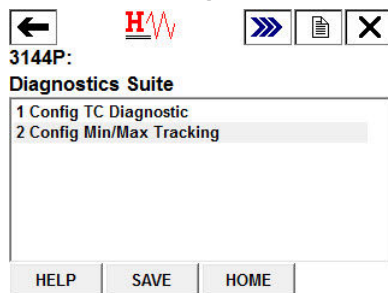 H
3144P:
Diagnostics Suite
1 Config TC Diagnostic
2 Config Min/Max Tracking
HELP SAVE HOME